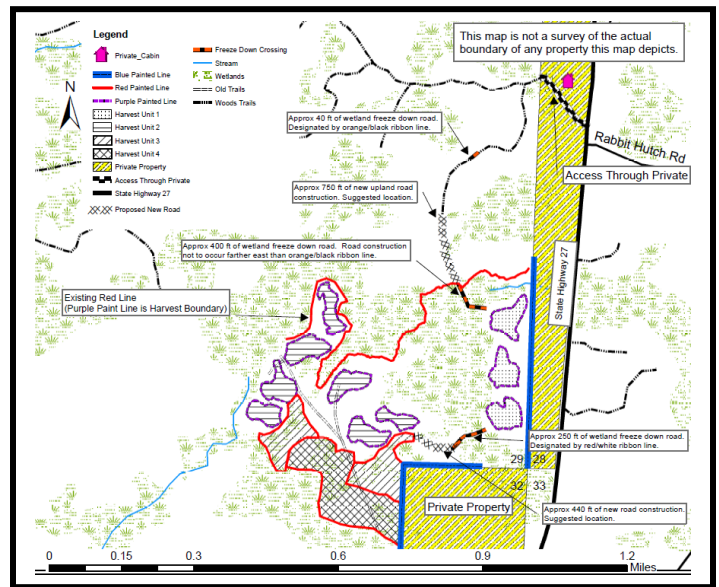 Legend
Private_Cabin
Blue Painted Line
Red Painted Line
Purple Painted Line
Harvest Unit 1
Harvest Unit 2
Harvest Unit 3
Harvest Unit 4
Private Property
Access Through Private
State Highway 27
Proposed New Road
Freeze Down Crossing
Stream
Wetlands
Old Trails
Woods Trails
N
This map is not a survey of the actual
boundary of any property this map depicts.
Approx 40 ft of wetland freeze down road.
Designated by orange/black ribbon line.
Rabbit Hutch Rd
Access Through Private
Approx 750 ft of new upland road
construction. Suggested location.
Approx 400 ft of wetland freeze down road. Road construction
not to occur farther east than orange/black ribbon line.
State Highway 27
Existing Red Line
(Purple Paint Line is Harvest Boundary)
Approx 250 ft of wetland freeze down road.
Designated by red/white ribbon line.
29 28
32 33
Private Property
Approx 440 ft of new road construction.
Suggested location.
0 0.15 0.3 0.6 0.9 1.2
Miles